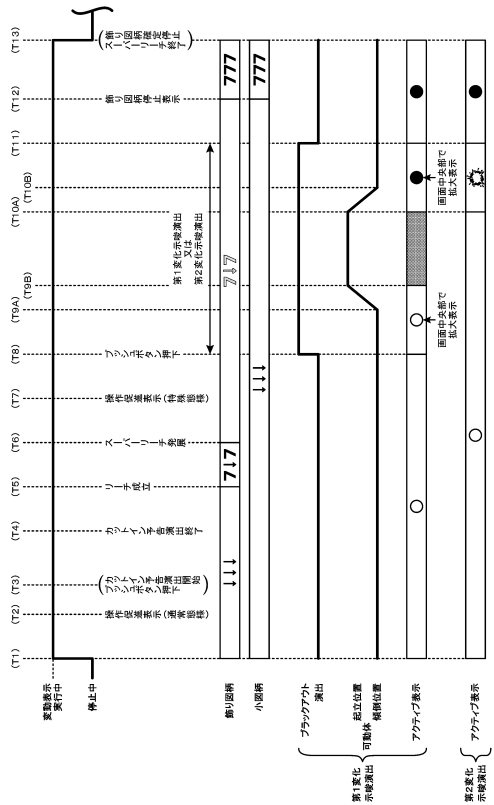 (T1)
(T2)
(T3)
(T4)
(T5)
(T6)
(T7)
(T8)
(T9A)
(T9B)
(T10A)
(T10B)
(T11)
(T12)
(T13)
操作促進表示(通常態様)
(カットイン予告演出開始
プッシュボタン押下)
カットイン予告演出終了
リーチ成立
スーパーリーチ発展
操作促進表示(特殊態様)
プッシュボタン押下
飾り図柄停止表示
(飾り図柄確定停止
スーパーリーチ終了)
変動表示
実行中
停止中
第1変化示唆演出
又は
第2変化示唆演出
飾り図柄
↓↓↓
7↓7
7↓7
777
小図柄
↓↓↓
777
第1変化
示唆演出
ブラックアウト
演出
可動体
起立位置
傾倒位置
アクティブ表示
画面中央部で
拡大表示
画面中央部で
拡大表示
第2変化
示唆演出
アクティブ表示